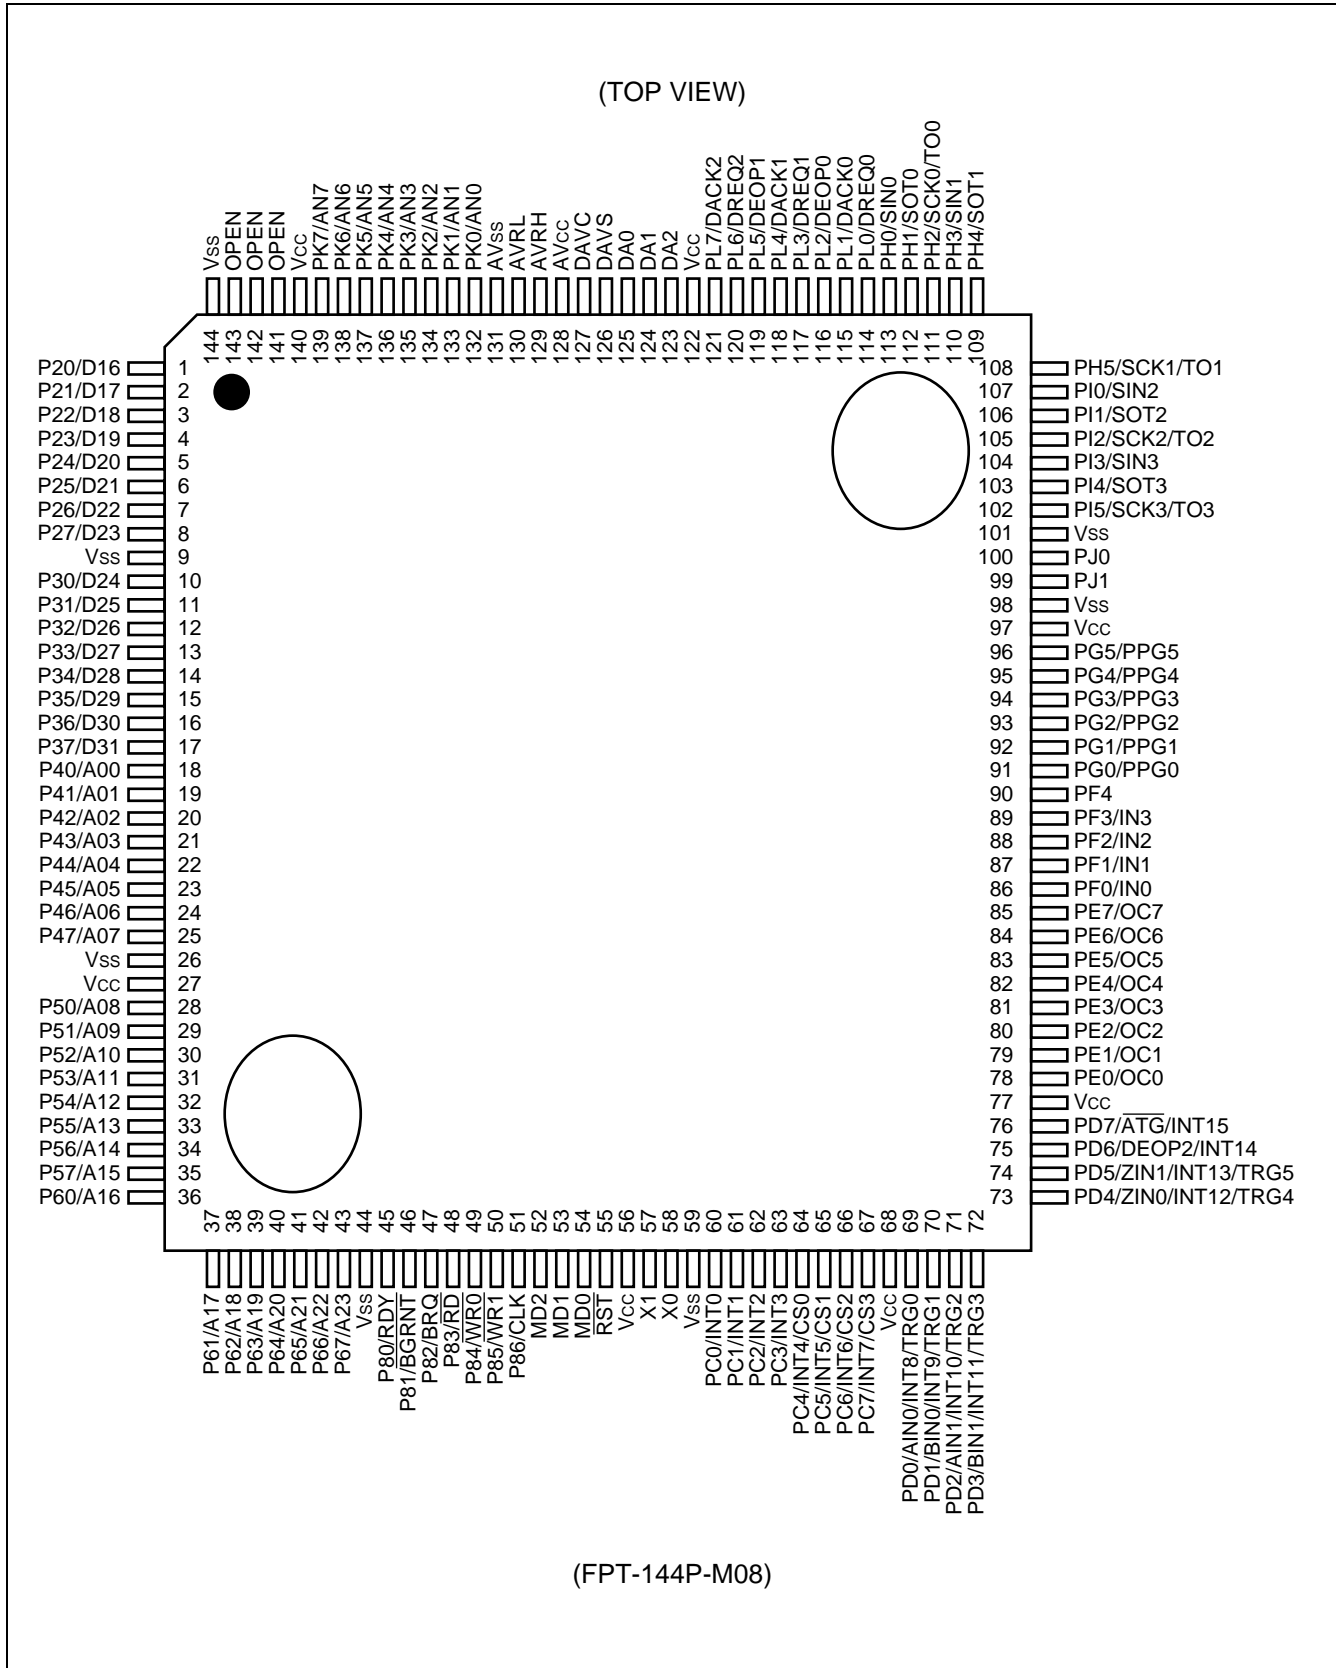 (TOP VIEW)
VSS 144
OPEN 143
OPEN 142
OPEN 141
VCC 140
PK7/AN7 139
PK6/AN6 138
PK5/AN5 137
PK4/AN4 136
PK3/AN3 135
PK2/AN2 134
PK1/AN1 133
PK0/AN0 132
AVSS 131
AVRL 130
AVRH 129
AVCC 128
DAVC 127
DAVS 126
DA0 125
DA1 124
DA2 123
VCC 122
PL7/DACK2 121
PL6/DREQ2 120
PL5/DEOP1 119
PL4/DACK1 118
PL3/DREQ1 117
PL2/DEOP0 116
PL1/DACK0 115
PL0/DREQ0 114
PH0/SIN0 113
PH1/SOT0 112
PH2/SCK0/TO0 111
PH3/SIN1 110
PH4/SOT1 109
P20/D16 1
P21/D17 2
P22/D18 3
P23/D19 4
P24/D20 5
P25/D21 6
P26/D22 7
P27/D23 8
VSS 9
P30/D24 10
P31/D25 11
P32/D26 12
P33/D27 13
P34/D28 14
P35/D29 15
P36/D30 16
P37/D31 17
P40/A00 18
P41/A01 19
P42/A02 20
P43/A03 21
P44/A04 22
P45/A05 23
P46/A06 24
P47/A07 25
VSS 26
VCC 27
P50/A08 28
P51/A09 29
P52/A10 30
P53/A11 31
P54/A12 32
P55/A13 33
P56/A14 34
P57/A15 35
P60/A16 36
108 PH5/SCK1/TO1
107 PI0/SIN2
106 PI1/SOT2
105 PI2/SCK2/TO2
104 PI3/SIN3
103 PI4/SOT3
102 PI5/SCK3/TO3
101 VSS
100 PJ0
99 PJ1
98 VSS
97 VCC
96 PG5/PPG5
95 PG4/PPG4
94 PG3/PPG3
93 PG2/PPG2
92 PG1/PPG1
91 PG0/PPG0
90 PF4
89 PF3/IN3
88 PF2/IN2
87 PF1/IN1
86 PF0/IN0
85 PE7/OC7
84 PE6/OC6
83 PE5/OC5
82 PE4/OC4
81 PE3/OC3
80 PE2/OC2
79 PE1/OC1
78 PE0/OC0
77 VCC
76 PD7/ATG/INT15
75 PD6/DEOP2/INT14
74 PD5/ZIN1/INT13/TRG5
73 PD4/ZIN0/INT12/TRG4
37 P61/A17
38 P62/A18
39 P63/A19
40 P64/A20
41 P65/A21
42 P66/A22
43 P67/A23
44 VSS
45 P80/RDY
46 P81/BGRNT
47 P82/BRQ
48 P83/RD
49 P84/WR0
50 P85/WR1
51 P86/CLK
52 MD2
53 MD1
54 MD0
55 RST
56 VCC
57 X1
58 X0
59 VSS
60 PC0/INT0
61 PC1/INT1
62 PC2/INT2
63 PC3/INT3
64 PC4/INT4/CS0
65 PC5/INT5/CS1
66 PC6/INT6/CS2
67 PC7/INT7/CS3
68 VCC
69 PD0/AIN0/INT8/TRG0
70 PD1/BIN0/INT9/TRG1
71 PD2/AIN1/INT10/TRG2
72 PD3/BIN1/INT11/TRG3
(FPT-144P-M08)